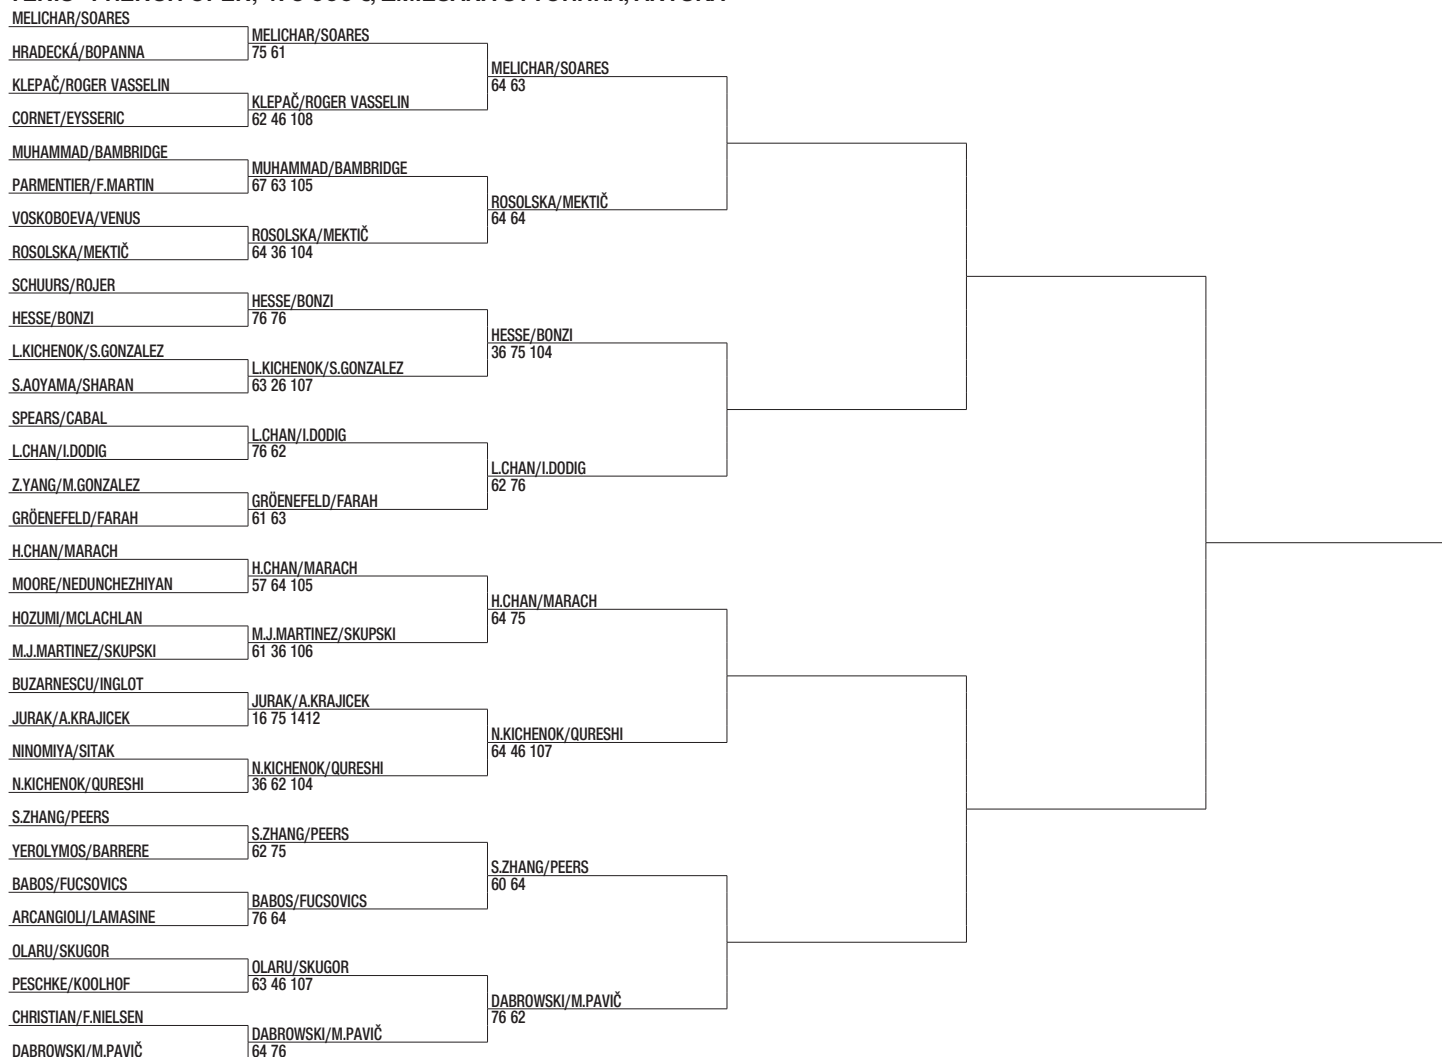 MELICHAR/SOARES
HRADECKÁ/BOPANNA
KLEPAČ/ROGER VASSELIN
CORNET/EYSSERIC
MUHAMMAD/BAMBRIDGE
PARMENTIER/F.MARTIN
VOSKOBOEVA/VENUS
ROSOLSKA/MEKTIČ
SCHUURS/ROJER
HESSE/BONZI
L.KICHENOK/S.GONZALEZ
S.AOYAMA/SHARAN
SPEARS/CABAL
L.CHAN/I.DODIG
Z.YANG/M.GONZALEZ
GRÖENEFELD/FARAH
H.CHAN/MARACH
MOORE/NEDUNCHEZHIYAN
HOZUMI/MCLACHLAN
M.J.MARTINEZ/SKUPSKI
BUZARNESCU/INGLOT
JURAK/A.KRAJICEK
NINOMIYA/SITAK
N.KICHENOK/QURESHI
S.ZHANG/PEERS
YEROLYMOS/BARRERE
BABOS/FUCSOVICS
ARCANGIOLI/LAMASINE
OLARU/SKUGOR
PESCHKE/KOOLHOF
CHRISTIAN/F.NIELSEN
DABROWSKI/M.PAVIČ
MELICHAR/SOARES
75 61
KLEPAČ/ROGER VASSELIN
62 46 108
MUHAMMAD/BAMBRIDGE
67 63 105
ROSOLSKA/MEKTIČ
64 36 104
HESSE/BONZI
76 76
L.KICHENOK/S.GONZALEZ
63 26 107
L.CHAN/I.DODIG
76 62
GRÖENEFELD/FARAH
61 63
H.CHAN/MARACH
57 64 105
M.J.MARTINEZ/SKUPSKI
61 36 106
JURAK/A.KRAJICEK
16 75 1412
N.KICHENOK/QURESHI
36 62 104
S.ZHANG/PEERS
62 75
BABOS/FUCSOVICS
76 64
OLARU/SKUGOR
63 46 107
DABROWSKI/M.PAVIČ
64 76
MELICHAR/SOARES
64 63
ROSOLSKA/MEKTIČ
64 64
HESSE/BONZI
36 75 104
L.CHAN/I.DODIG
62 76
H.CHAN/MARACH
64 75
N.KICHENOK/QURESHI
64 46 107
S.ZHANG/PEERS
60 64
DABROWSKI/M.PAVIČ
76 62